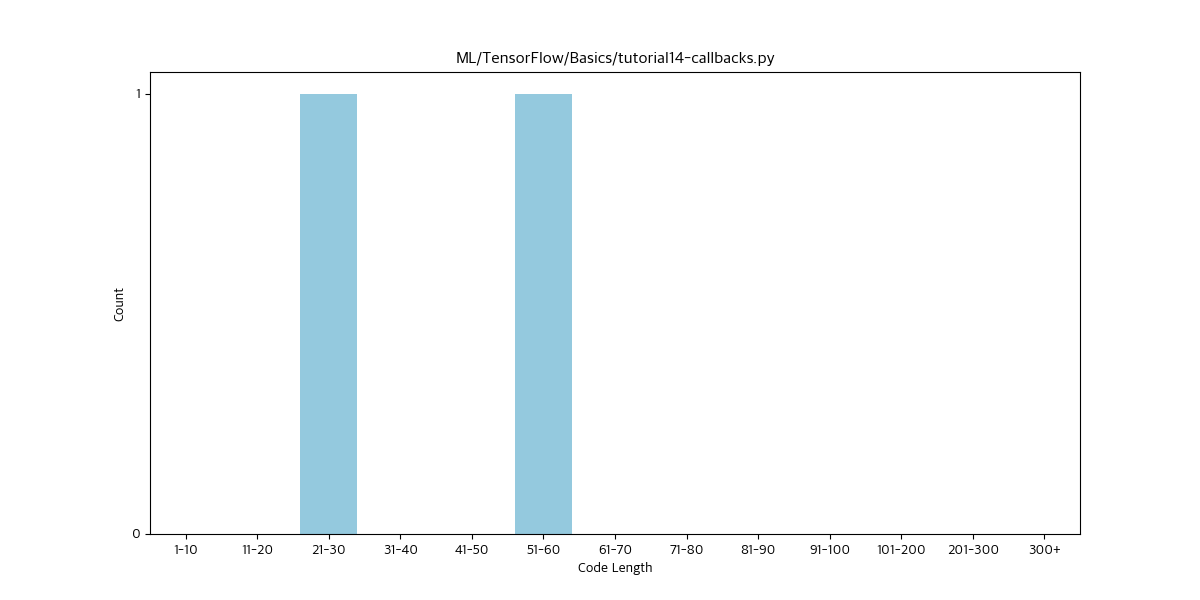 ML/TensorFlow/Basics/tutorial14-callbacks.py
1
Count
0
1-10 11-20 21-30 31-40 41-50 51-60 61-70 71-80 81-90 91-100 101-200 201-300 300+
Code Length